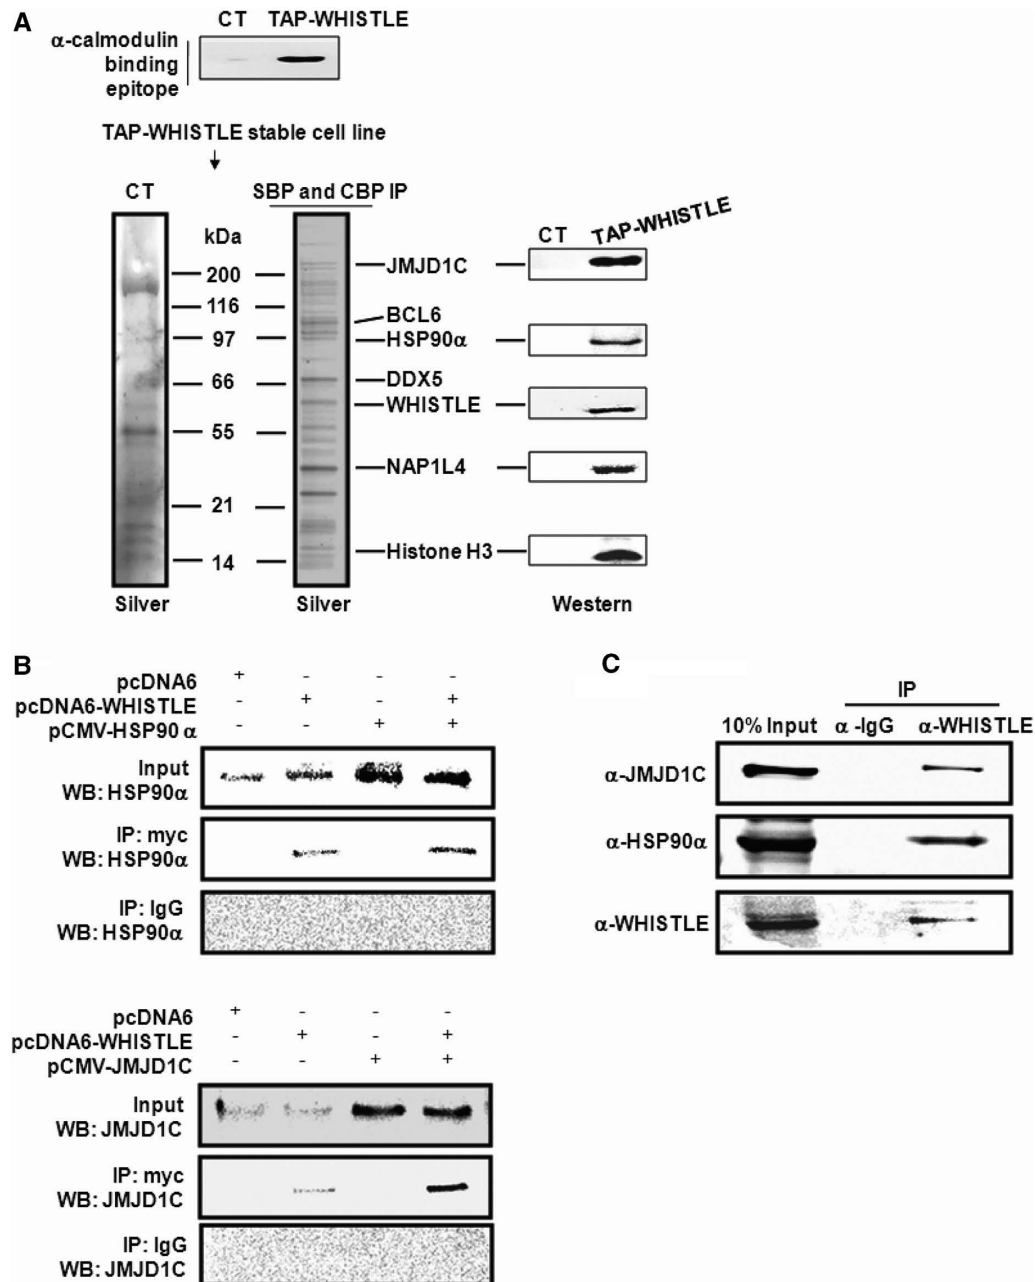 A
CT TAP-WHISTLE
α-calmodulin
binding
epitope
TAP-WHISTLE stable cell line
CT
SBP and CBP IP
kDa
200
116
97
66
55
21
14
JMJD1C
BCL6
HSP90α
DDX5
WHISTLE
NAP1L4
Histone H3
CT TAP-WHISTLE
Silver
Silver
Western
B
pcDNA6 + - - -
pcDNA6-WHISTLE - + - +
pCMV-HSP90 α - - + +
Input
WB: HSP90α
IP: myc
WB: HSP90α
IP: IgG
WB: HSP90α
pcDNA6 + - - -
pcDNA6-WHISTLE - + - +
pCMV-JMJD1C - - + +
Input
WB: JMJD1C
IP: myc
WB: JMJD1C
IP: IgG
WB: JMJD1C
C
IP
10% Input α -IgG α-WHISTLE
α-JMJD1C
α-HSP90α
α-WHISTLE